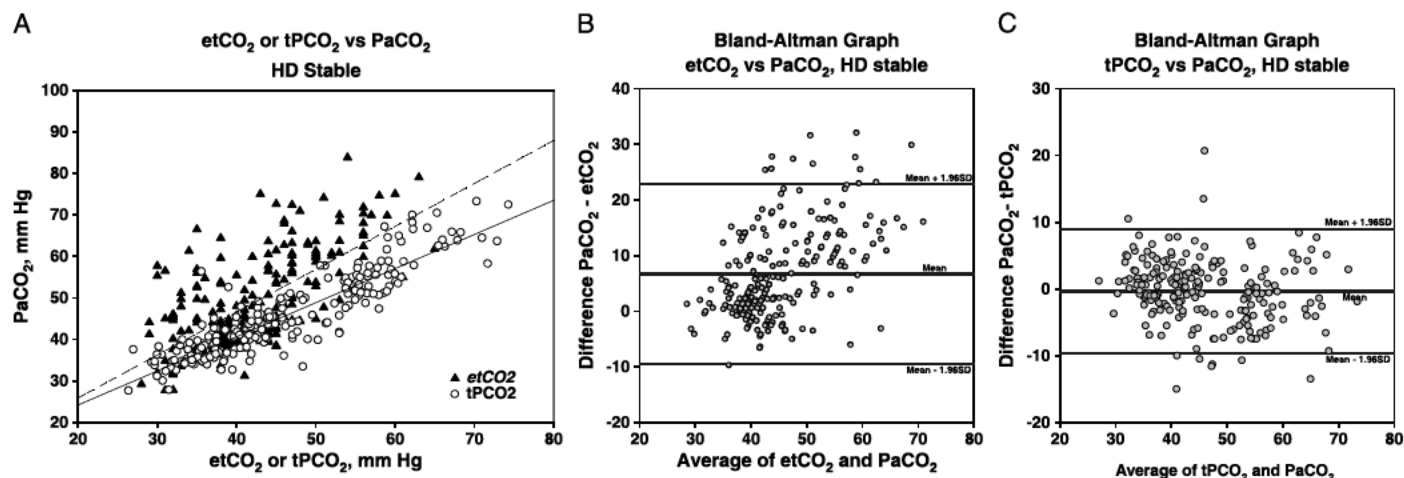 A
etCO₂ or tPCO₂ vs PaCO₂
HD Stable
100
90
80
70
60
50
40
30
20
PaCO₂, mm Hg
▲ etCO2
○ tPCO2
20 30 40 50 60 70 80
etCO₂ or tPCO₂, mm Hg
B
Bland-Altman Graph
etCO₂ vs PaCO₂, HD stable
40
30
20
10
0
-10
-20
Difference PaCO₂ - etCO₂
Mean + 1.96SD
Mean
Mean - 1.96SD
20 30 40 50 60 70 80
Average of etCO₂ and PaCO₂
C
Bland-Altman Graph
tPCO₂ vs PaCO₂, HD stable
30
20
10
0
-10
-20
Difference PaCO₂- tPCO₂
Mean + 1.96SD
Mean
Mean - 1.96SD
20 30 40 50 60 70 80
Average of tPCO₂ and PaCO₂